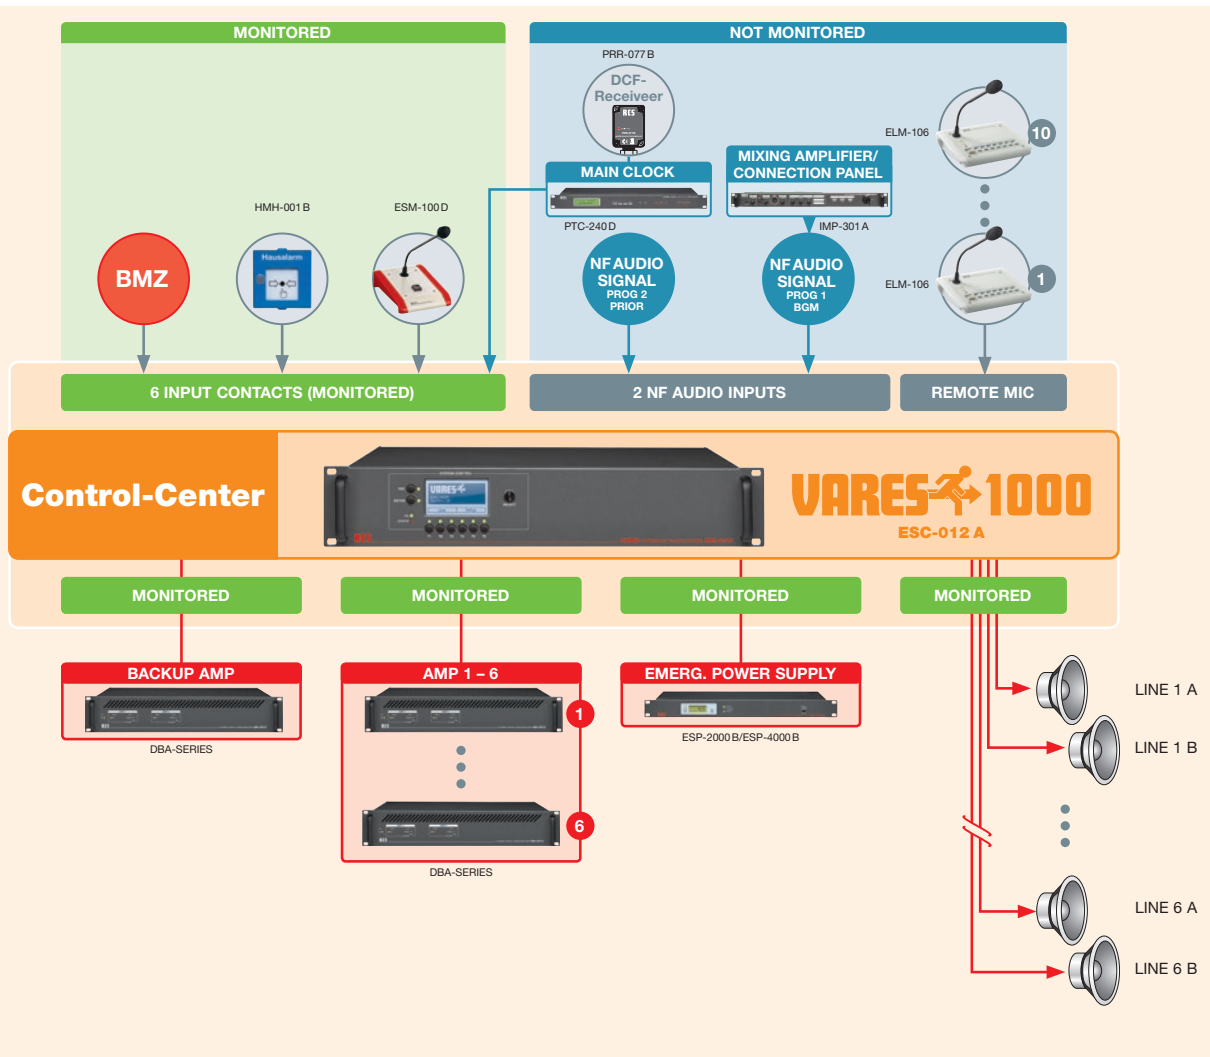 MONITORED
NOT MONITORED
PRR-077 B
DCF-
Receiveer
RCS
ELM-106
10
MAIN CLOCK
MIXING AMPLIFIER/
CONNECTION PANEL
HMH-001 B
ESM-100 D
PTC-240 D
IMP-301 A
BMZ
Hausalarm
NF AUDIO
SIGNAL
PROG 2
PRIOR
NF AUDIO
SIGNAL
PROG 1
BGM
ELM-106
1
6 INPUT CONTACTS (MONITORED)
2 NF AUDIO INPUTS
REMOTE MIC
Control-Center
VARES
RCS
VARES 1000
ESC-012 A
MONITORED
MONITORED
MONITORED
MONITORED
BACKUP AMP
AMP 1 – 6
EMERG. POWER SUPPLY
1
DBA-SERIES
ESP-2000 B/ESP-4000 B
6
DBA-SERIES
LINE 1 A
LINE 1 B
LINE 6 A
LINE 6 B